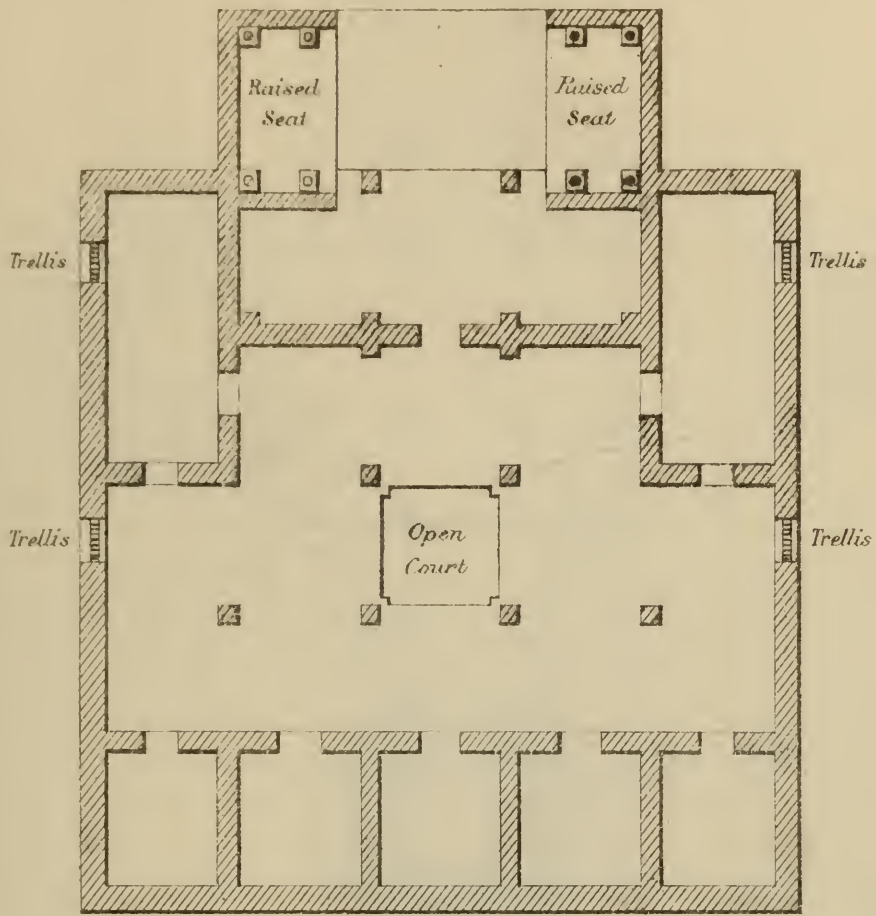 Raised
Seat
Raised
Seat
Trellis
Trellis
Trellis
Open
Court
Trellis